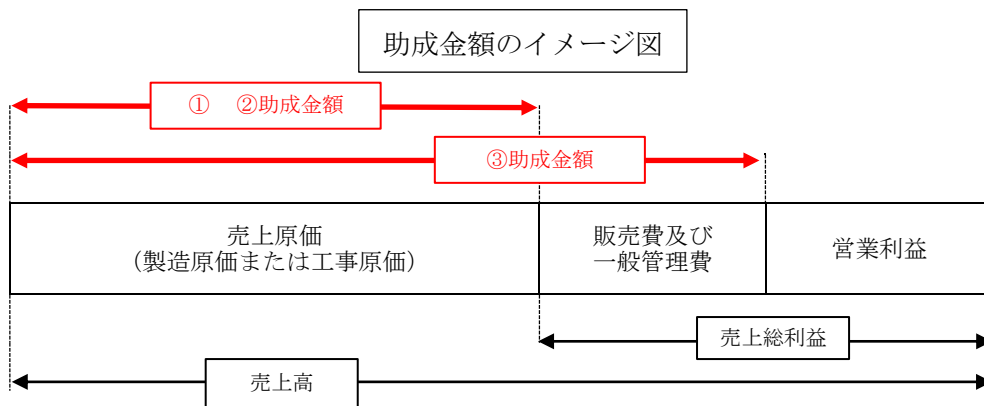 助成金額のイメージ図
① ②助成金額
③助成金額
売上原価
（製造原価または工事原価）
販売費及び
一般管理費
営業利益
売上総利益
売上高